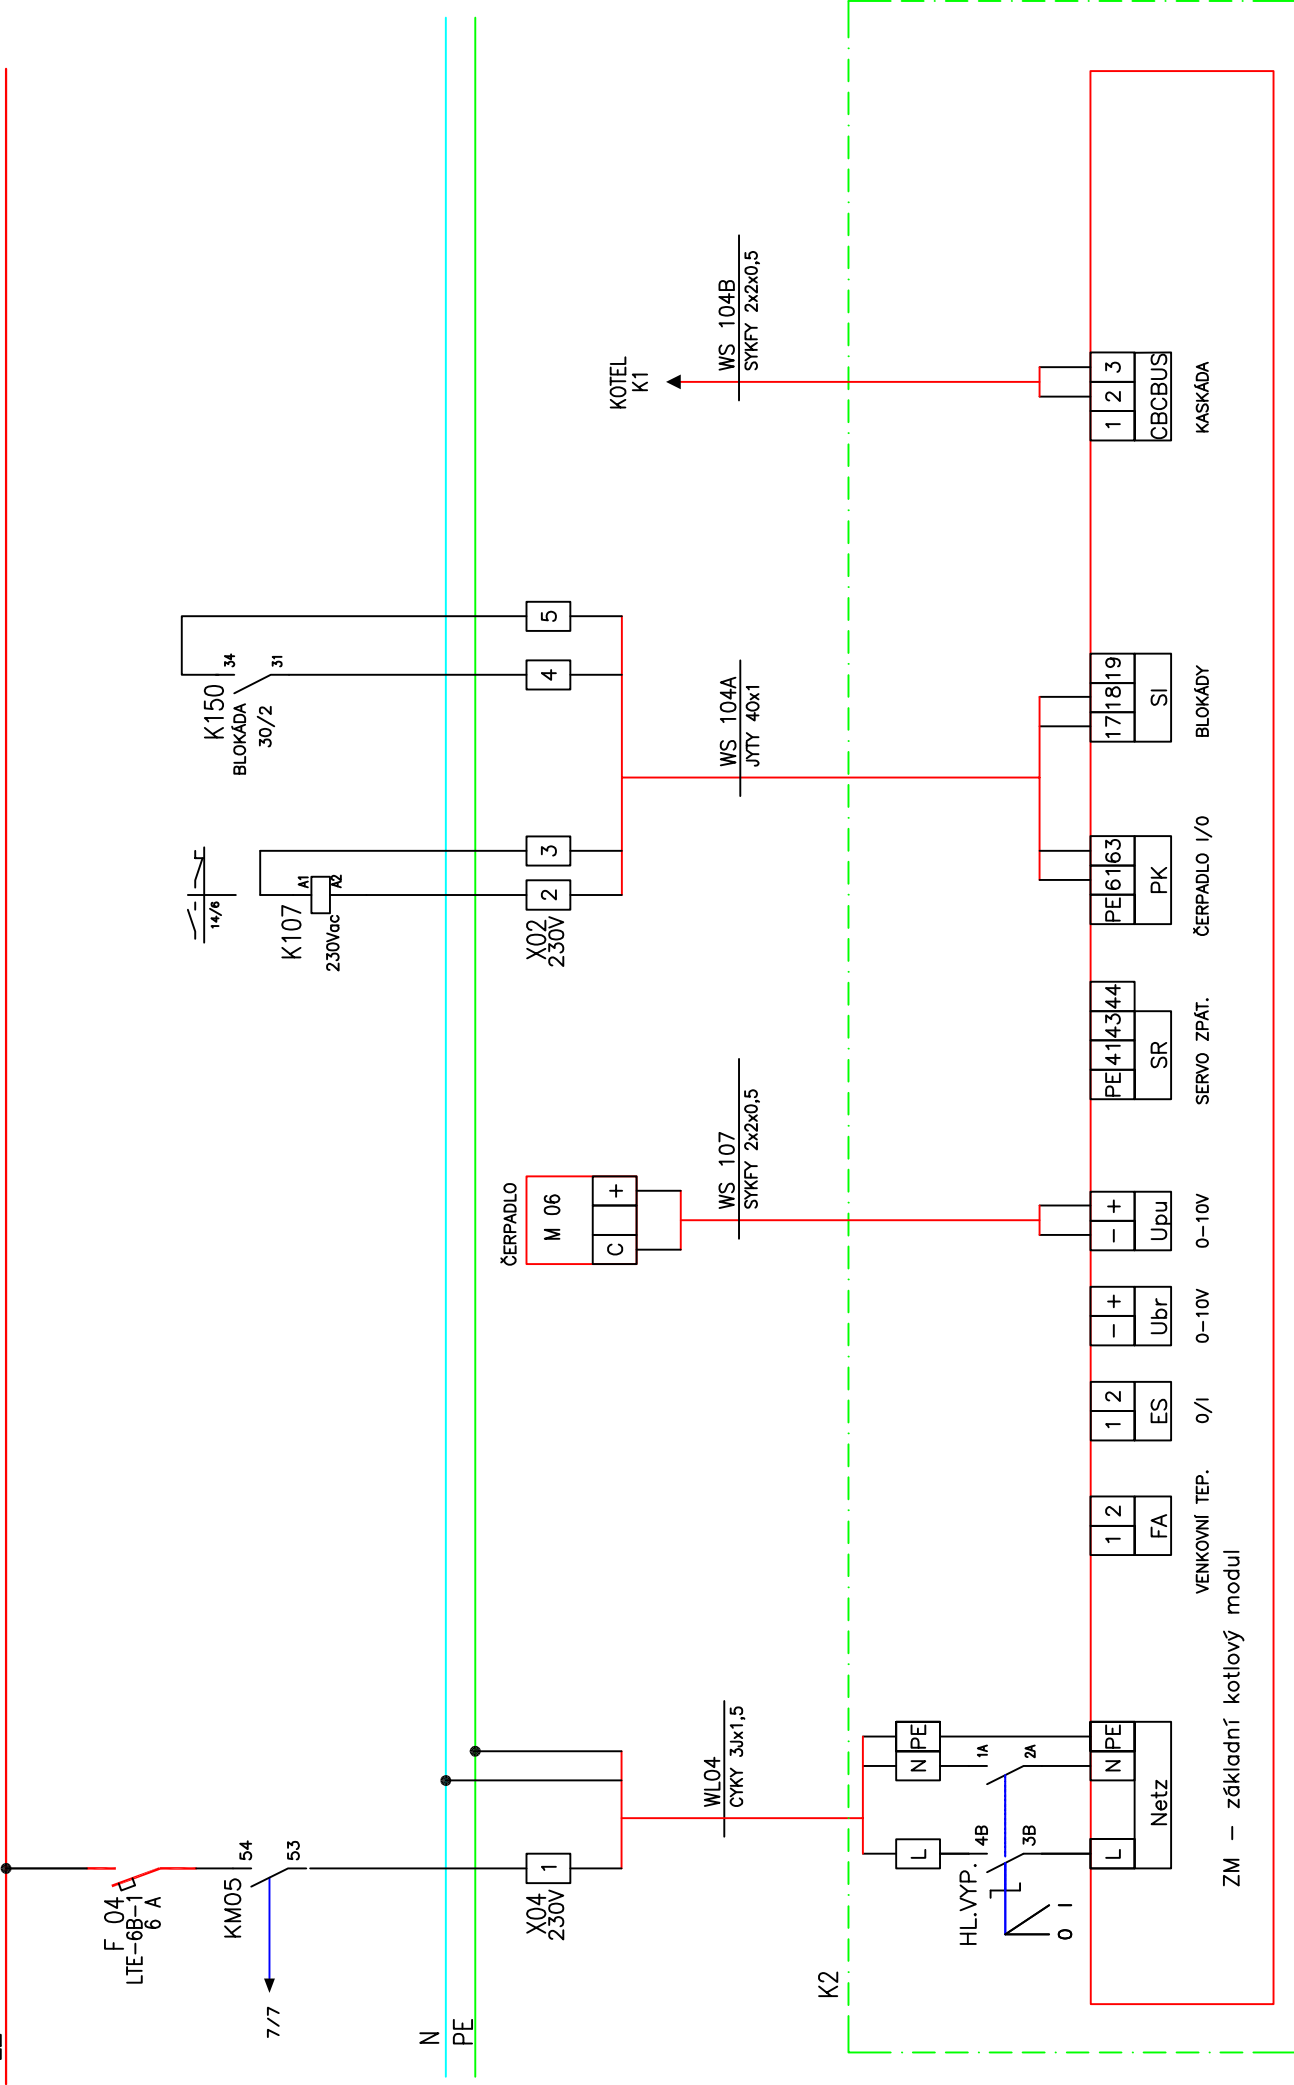 F 04
LTE-6B-1
6 A
KM05
54
53
7/7
N
PE
X04
230V
1
WL04
CYKY 3Jx1,5
K2
L
N
PE
HL.VYP.
4B
3B
1A
2A
0 I
L
N
PE
Netz
ZM - základní kotlový modul
1 2
FA
VENKOVNÍ TEP.
1 2
ES
0/I
- +
Ubr
0-10V
- +
Upu
0-10V
ČERPADLO
M 06
C
+
WS 107
SYKFY 2x2x0,5
PE 41 43 44
SR
SERVO ZPÁT.
PE 61 63
PK
ČERPADLO I/0
17 18 19
SI
BLOKÁDY
14/6
K107
A1
A2
230Vac
X02
230V
2
3
4
5
K150
BLOKÁDA
30/2
34
31
WS 104A
JYTY 4Ox1
KOTEL
K1
WS 104B
SYKFY 2x2x0,5
1 2 3
CBCBUS
KASKÁDA